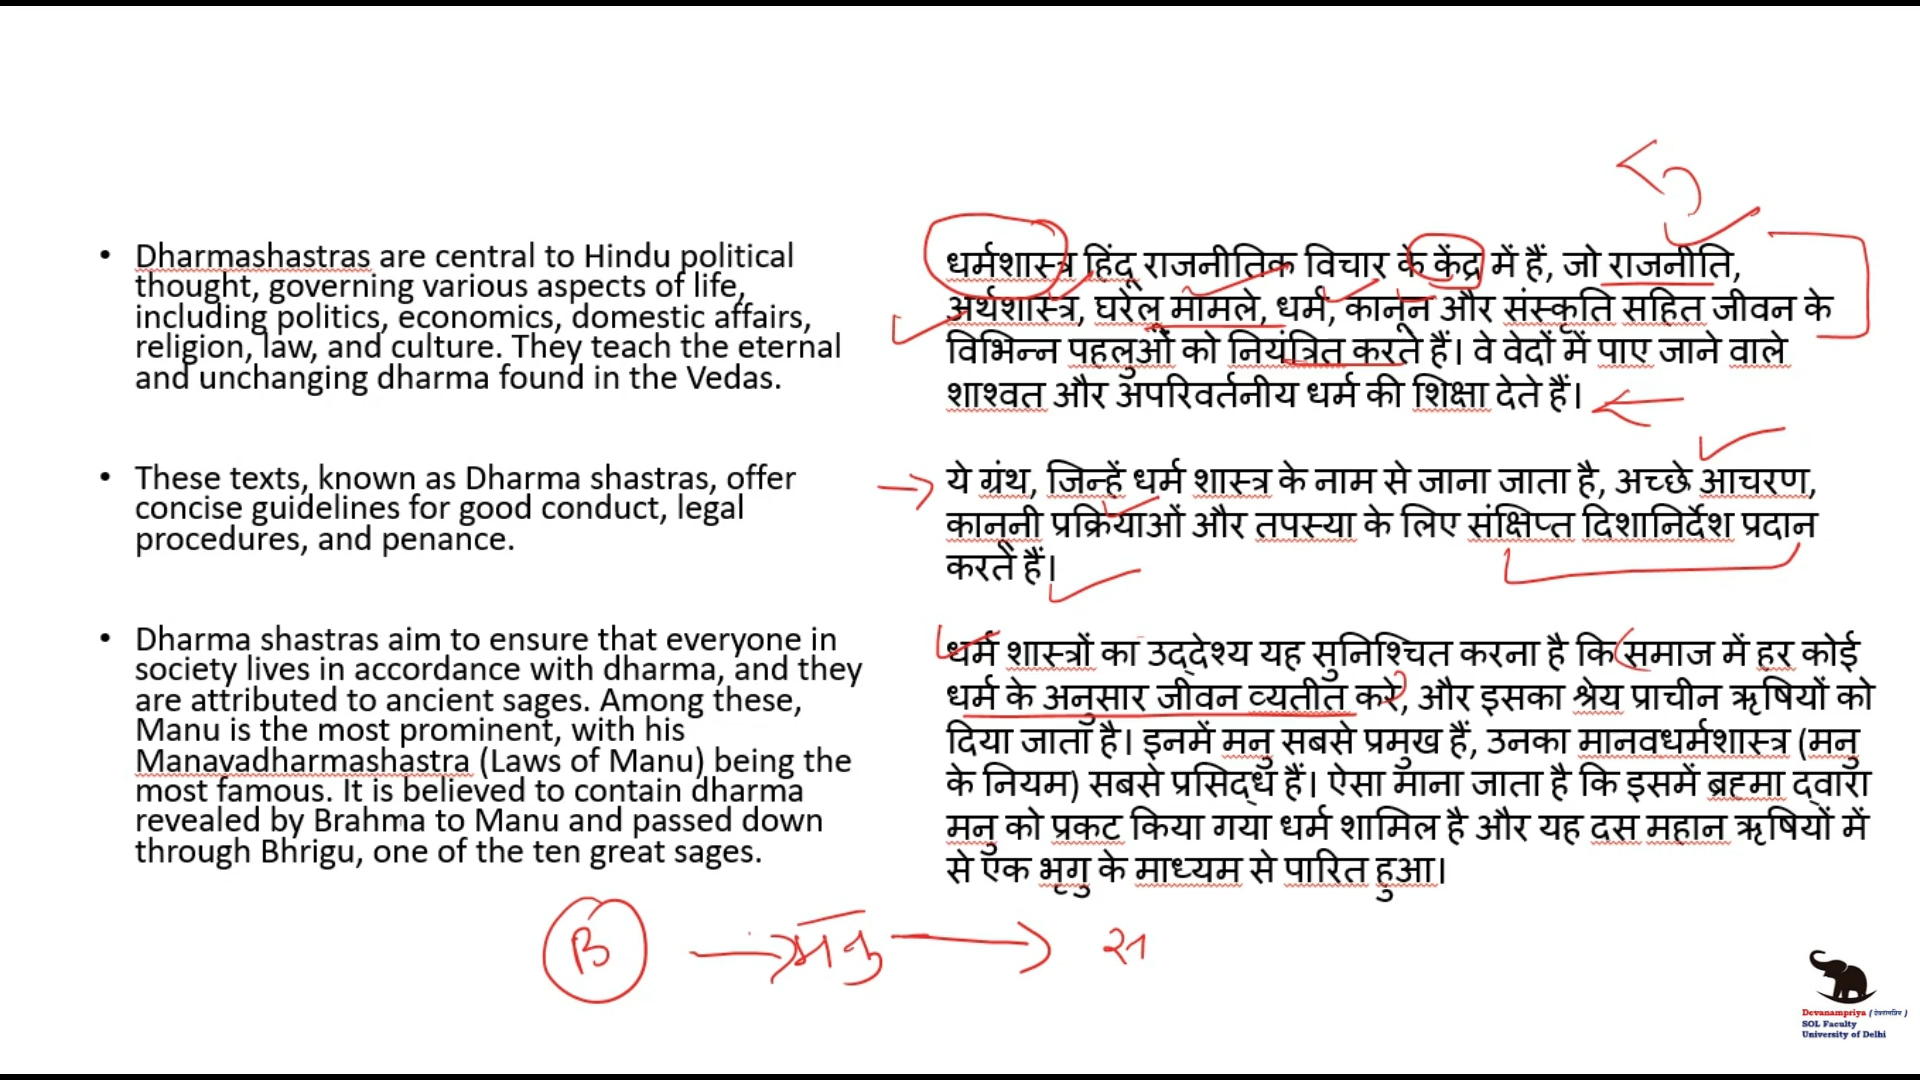 • Dharmashastras are central to Hindu political
thought, governing various aspects of life,
including politics, economics, domestic affairs,
religion, law, and culture. They teach the eternal
and unchanging dharma found in the Vedas.
• These texts, known as Dharma shastras, offer
concise guidelines for good conduct, legal
procedures, and penance.
• Dharma shastras aim to ensure that everyone in
society lives in accordance with dharma, and they
are attributed to ancient sages. Among these,
Manu is the most prominent, with his
Manavadharmashastra (Laws of Manu) being the
most famous. It is believed to contain dharma
revealed by Brahma to Manu and passed down
through Bhrigu, one of the ten great sages.
धर्मशास्त्र हिंदू राजनीतिक विचार के केंद्र में हैं, जो राजनीति,
अर्थशास्त्र, घरेलू मामले, धर्म, कानून और संस्कृति सहित जीवन के
विभिन्न पहलुओं को नियंत्रित करते हैं। वे वेदों में पाए जाने वाले
शाश्वत और अपरिवर्तनीय धर्म की शिक्षा देते हैं।
ये ग्रंथ, जिन्हें धर्म शास्त्र के नाम से जाना जाता है, अच्छे आचरण,
कानूनी प्रक्रियाओं और तपस्या के लिए संक्षिप्त दिशानिर्देश प्रदान
करते हैं।
धर्म शास्त्रों का उद्देश्य यह सुनिश्चित करना है कि समाज में हर कोई
धर्म के अनुसार जीवन व्यतीत करे, और इसका श्रेय प्राचीन ऋषियों को
दिया जाता है। इनमें मनु सबसे प्रमुख हैं, उनका मानवधर्मशास्त्र (मनु
के नियम) सबसे प्रसिद्ध हैं। ऐसा माना जाता है कि इसमें ब्रह्मा द्वारा
मनु को प्रकट किया गया धर्म शामिल है और यह दस महान ऋषियों में
से एक भृगु के माध्यम से पारित हुआ।
B मनु
Devanampriya (देवानामप्रिय)
SOL Faculty
University of Delhi